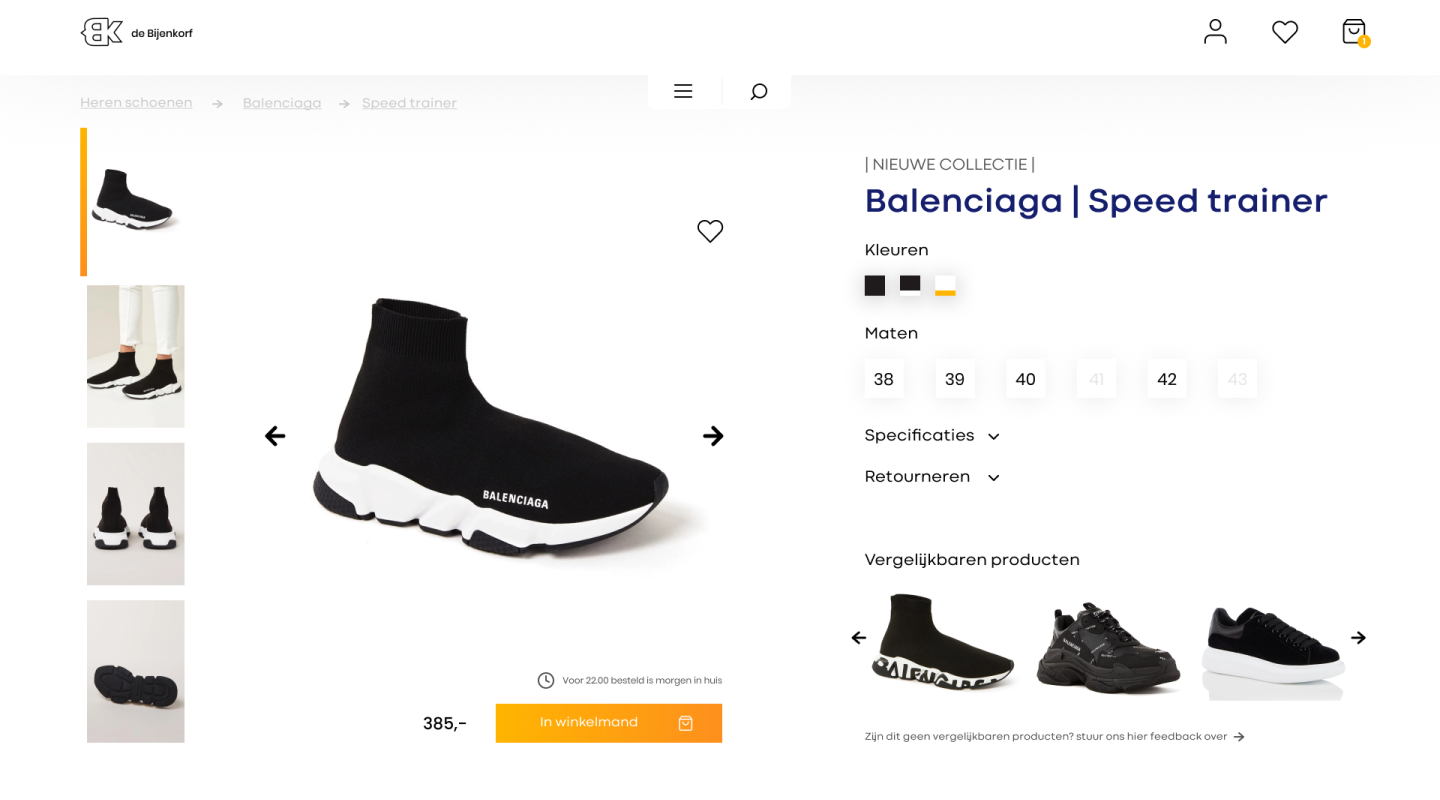 BK de Bijenkorf
1
Heren schoenen → Balenciaga → Speed trainer
| NIEUWE COLLECTIE |
Balenciaga | Speed trainer
Kleuren
Maten
38 39 40 41 42 43
Specificaties
Retourneren
BALENCIAGA
Vergelijkbaren producten
BALENCIAGA
Voor 22.00 besteld is morgen in huis
385,-
In winkelmand
Zijn dit geen vergelijkbaren producten? stuur ons hier feedback over →